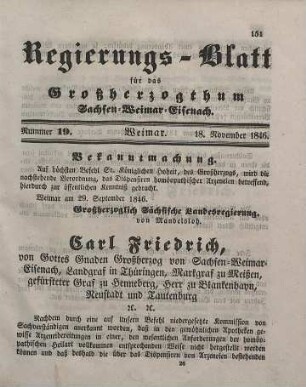 151
Regierungs-Blatt
für das
Großherzogthum
Sachsen-Weimar-Eisenach.
Nummer 19. Weimar. 18. November 1846.
Bekanntmachung.
Auf höchsten Befehl Sr. Königlichen Hoheit, des Großherzogs, wird die
nachstehende Verordnung, das Dispensiren homöopathischer Arzneien betreffend,
hierdurch zur öffentlichen Kenntniß gebracht.
Weimar am 29. September 1846.
Großherzoglich Sächsische Landesregierung.
von Mandelsloh.
Carl Friedrich,
von Gottes Gnaden Großherzog von Sachsen-Weimar-
Eisenach, Landgraf in Thüringen, Markgraf zu Meißen,
gefürsteter Graf zu Henneberg, Herr zu Blankenhayn,
Neustadt und Tautenburg
ꝛc. ꝛc.
Nachdem durch eine auf unsern Befehl niedergesetzte Kommission von
Sachverständigen anerkannt worden, daß in den gewöhnlichen Apotheken ge-
wisse Arzneibereitungen in einer, den wesentlichen Anforderungen der homöo-
pathischen Heilart vollkommen entsprechenden Weise nicht dargestellt werden
können und daß deshalb die über das Dispensiren von Arzneien bestehenden
26